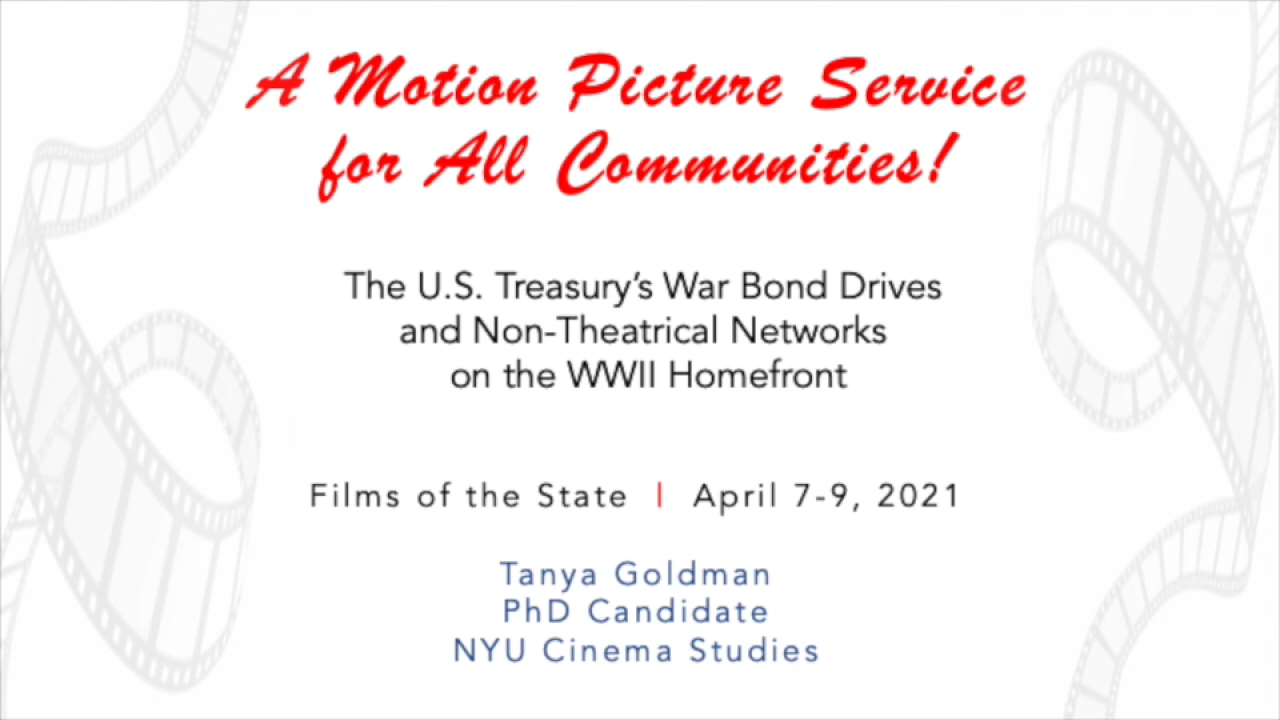 A Motion Picture Service
for All Communities!
The U.S. Treasury's War Bond Drives
and Non-Theatrical Networks
on the WWII Homefront
Films of the State | April 7-9, 2021
Tanya Goldman
PhD Candidate
NYU Cinema Studies